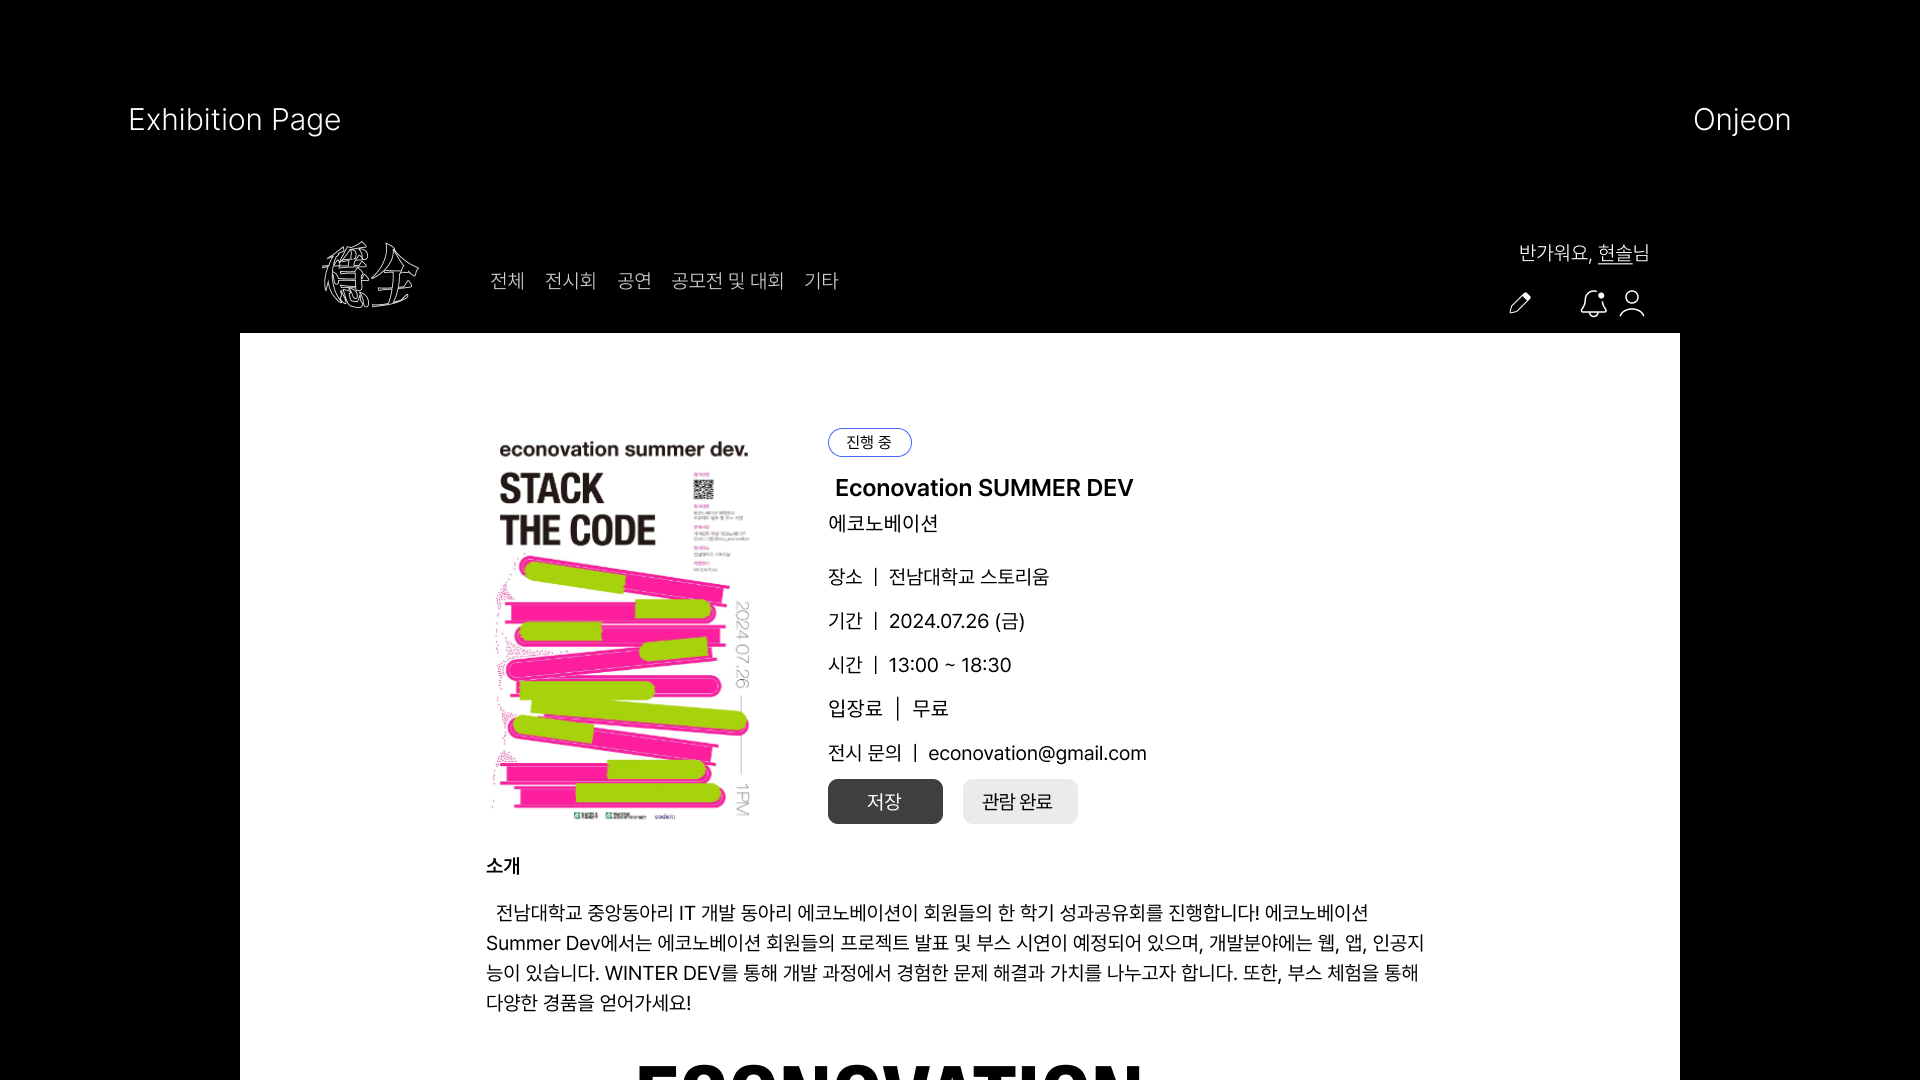 Exhibition Page
Onjeon
전체 전시회 공연 공모전 및 대회 기타
반가워요, 현솔님
econovation summer dev.
STACK
THE CODE
2024 07.26
1PM
진행 중
Econovation SUMMER DEV
에코노베이션
장소 | 전남대학교 스토리움
기간 | 2024.07.26 (금)
시간 | 13:00 ~ 18:30
입장료 | 무료
전시 문의 | econovation@gmail.com
저장
관람 완료
소개
전남대학교 중앙동아리 IT 개발 동아리 에코노베이션이 회원들의 한 학기 성과공유회를 진행합니다! 에코노베이션
Summer Dev에서는 에코노베이션 회원들의 프로젝트 발표 및 부스 시연이 예정되어 있으며, 개발분야에는 웹, 앱, 인공지
능이 있습니다. WINTER DEV를 통해 개발 과정에서 경험한 문제 해결과 가치를 나누고자 합니다. 또한, 부스 체험을 통해
다양한 경품을 얻어가세요!
ECONOVATION